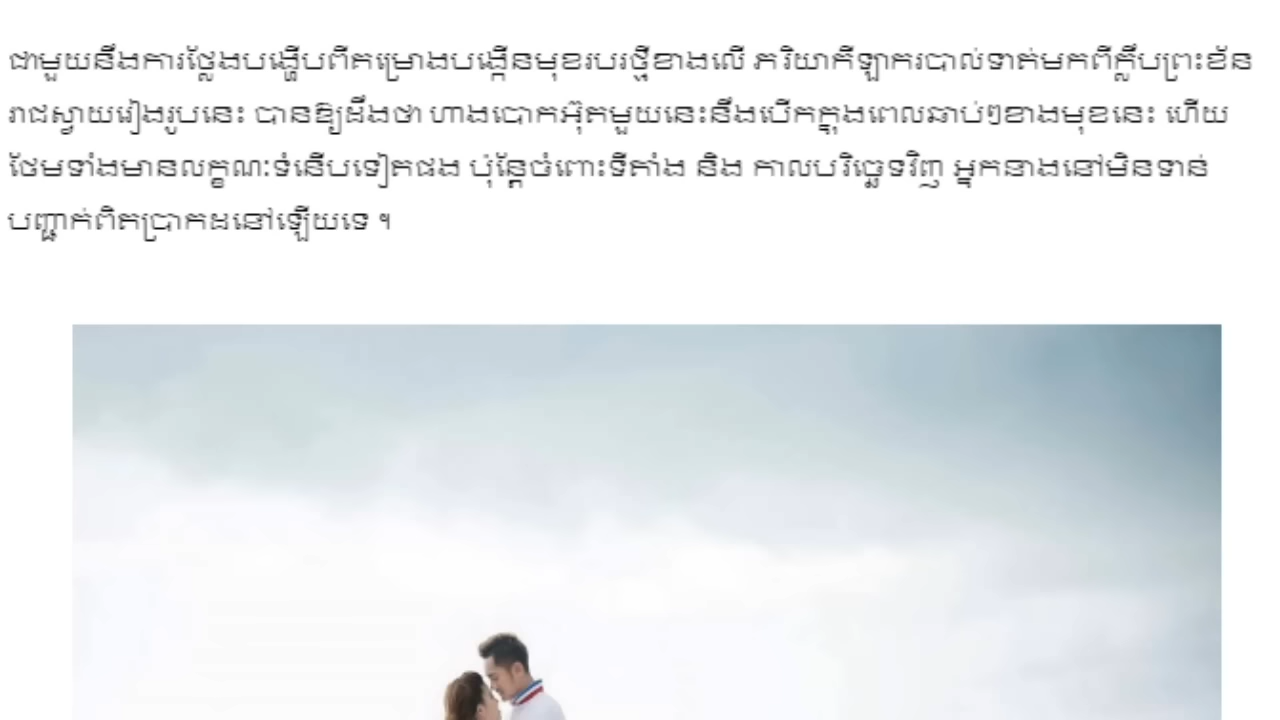 ជាមួយនឹងការថ្លែងបង្ហើបពីគម្រោងបង្កើនមុខរបរថ្មីខាងលើ ភរិយាកីឡាករបាល់ទាត់មកពីក្លឹបព្រះខ័ន
រាជស្វាយរៀងរូបនេះ បានឱ្យដឹងថា ហាងបោកអ៊ុតមួយនេះនឹងបើកក្នុងពេលឆាប់ៗខាងមុខនេះ ហើយ
ថែមទាំងមានលក្ខណៈទំនើបទៀតផង ប៉ុន្តែចំពោះទីតាំង និង កាលបរិច្ឆេទវិញ អ្នកនាងនៅមិនទាន់
បញ្ជាក់ពិតប្រាកដនៅឡើយទេ ។